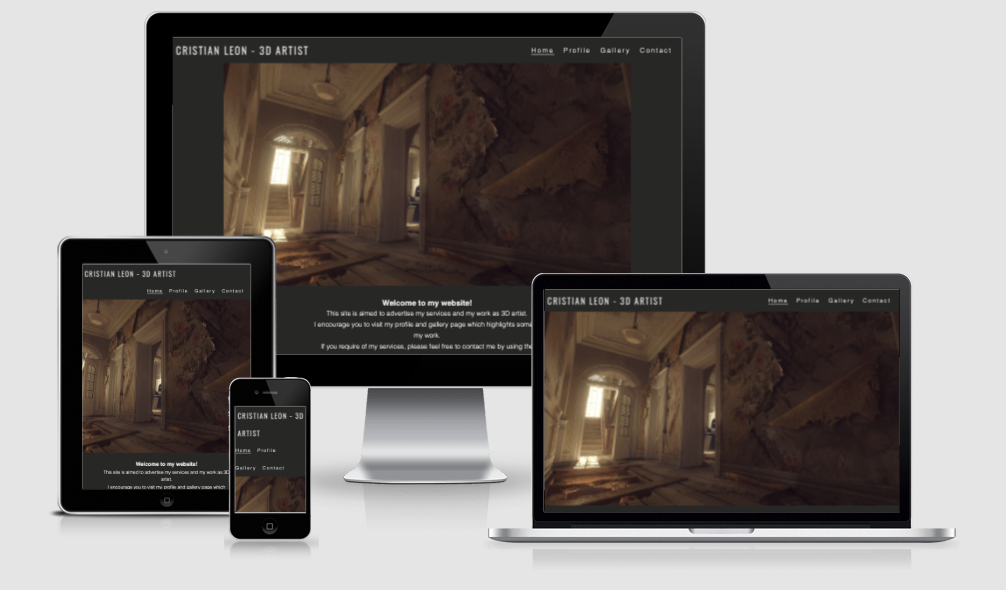 CRISTIAN LEON - 3D ARTIST
Home Profile Gallery Contact
Welcome to my website!
This site is aimed to advertise my services and my work as 3D artist.
I encourage you to visit my profile and gallery page which highlights some
my work.
If you require of my services, please feel free to contact me by using the
CRISTIAN LEON - 3D ARTIST
Home Profile Gallery Contact
Welcome to my website!
This site is aimed to advertise my services and my work as 3D
artist.
I encourage you to visit my profile and gallery page which
CRISTIAN LEON - 3D
ARTIST
Home Profile
Gallery Contact
CRISTIAN LEON - 3D ARTIST
Home Profile Gallery Contact